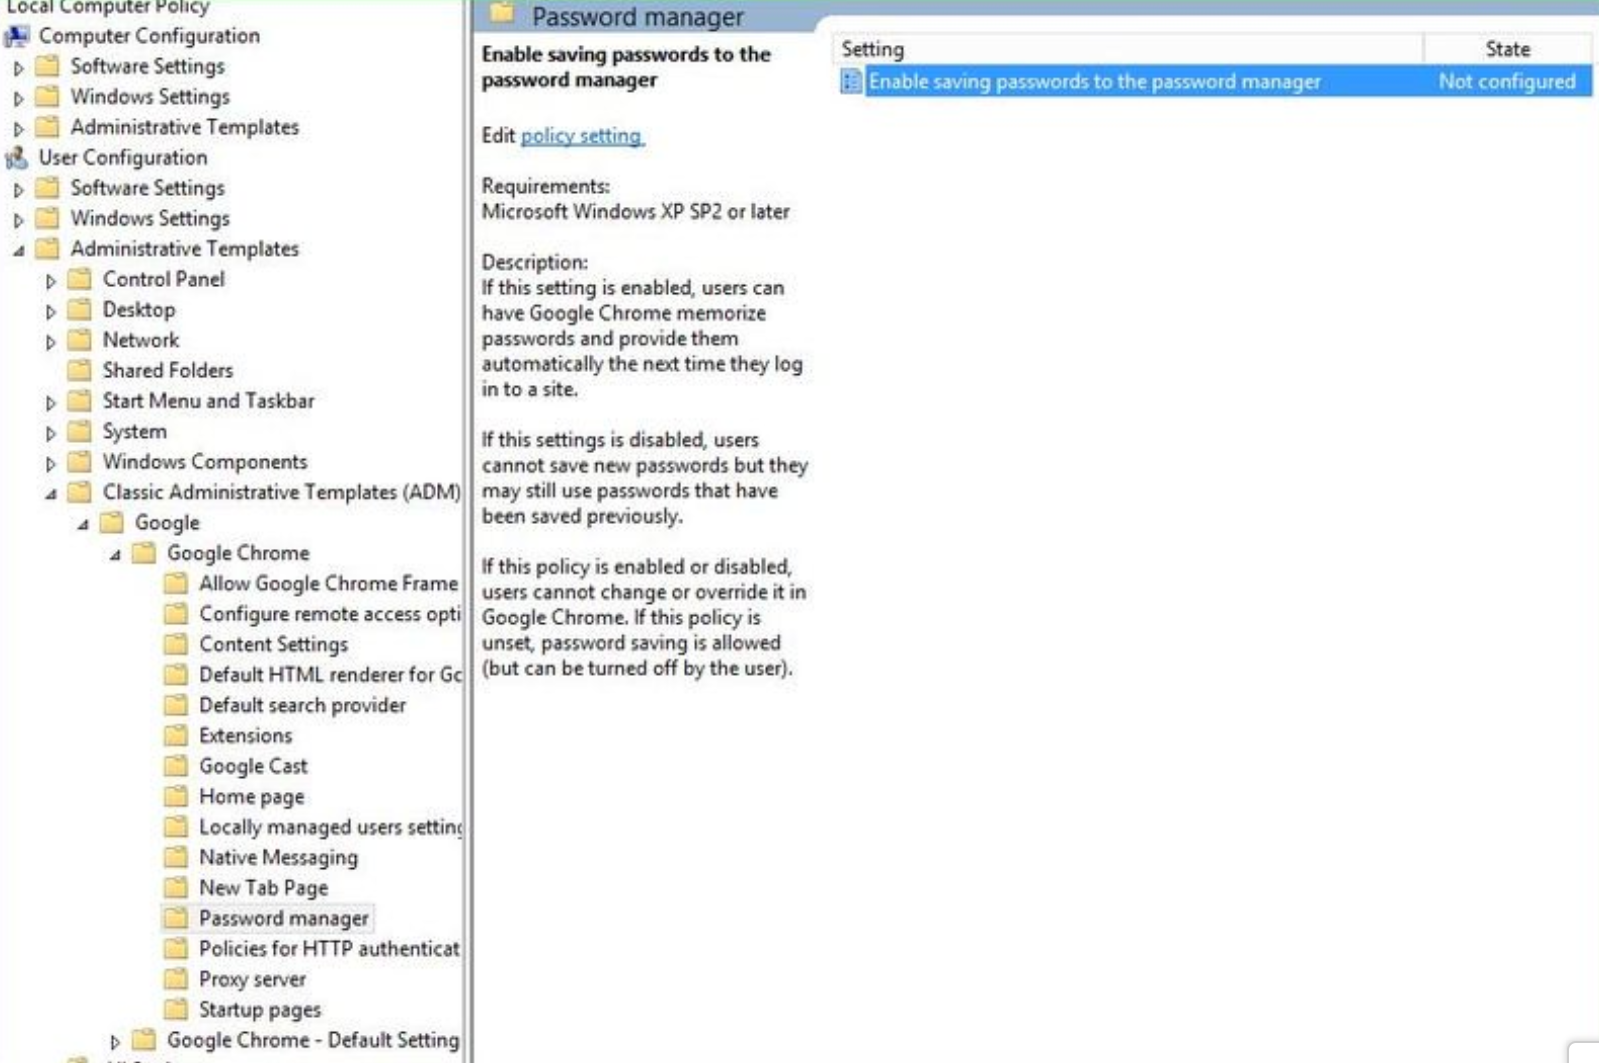 Local Computer Policy
Computer Configuration
Software Settings
Windows Settings
Administrative Templates
User Configuration
Software Settings
Windows Settings
Administrative Templates
Control Panel
Desktop
Network
Shared Folders
Start Menu and Taskbar
System
Windows Components
Classic Administrative Templates (ADM)
Google
Google Chrome
Allow Google Chrome Frame
Configure remote access opti
Content Settings
Default HTML renderer for Gc
Default search provider
Extensions
Google Cast
Home page
Locally managed users setting
Native Messaging
New Tab Page
Password manager
Policies for HTTP authenticat
Proxy server
Startup pages
Google Chrome - Default Setting
Password manager
Enable saving passwords to the
password manager
Edit policy setting
Requirements:
Microsoft Windows XP SP2 or later
Description:
If this setting is enabled, users can
have Google Chrome memorize
passwords and provide them
automatically the next time they log
in to a site.
If this settings is disabled, users
cannot save new passwords but they
may still use passwords that have
been saved previously.
If this policy is enabled or disabled,
users cannot change or override it in
Google Chrome. If this policy is
unset, password saving is allowed
(but can be turned off by the user).
Setting State
Enable saving passwords to the password manager Not configured